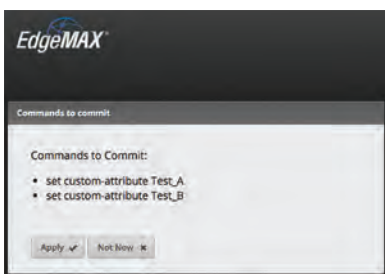 EdgeMAX
Commands to commit
Commands to Commit:
• set custom-attribute Test_A
• set custom-attribute Test_B
Apply ✔ Not Now ✖